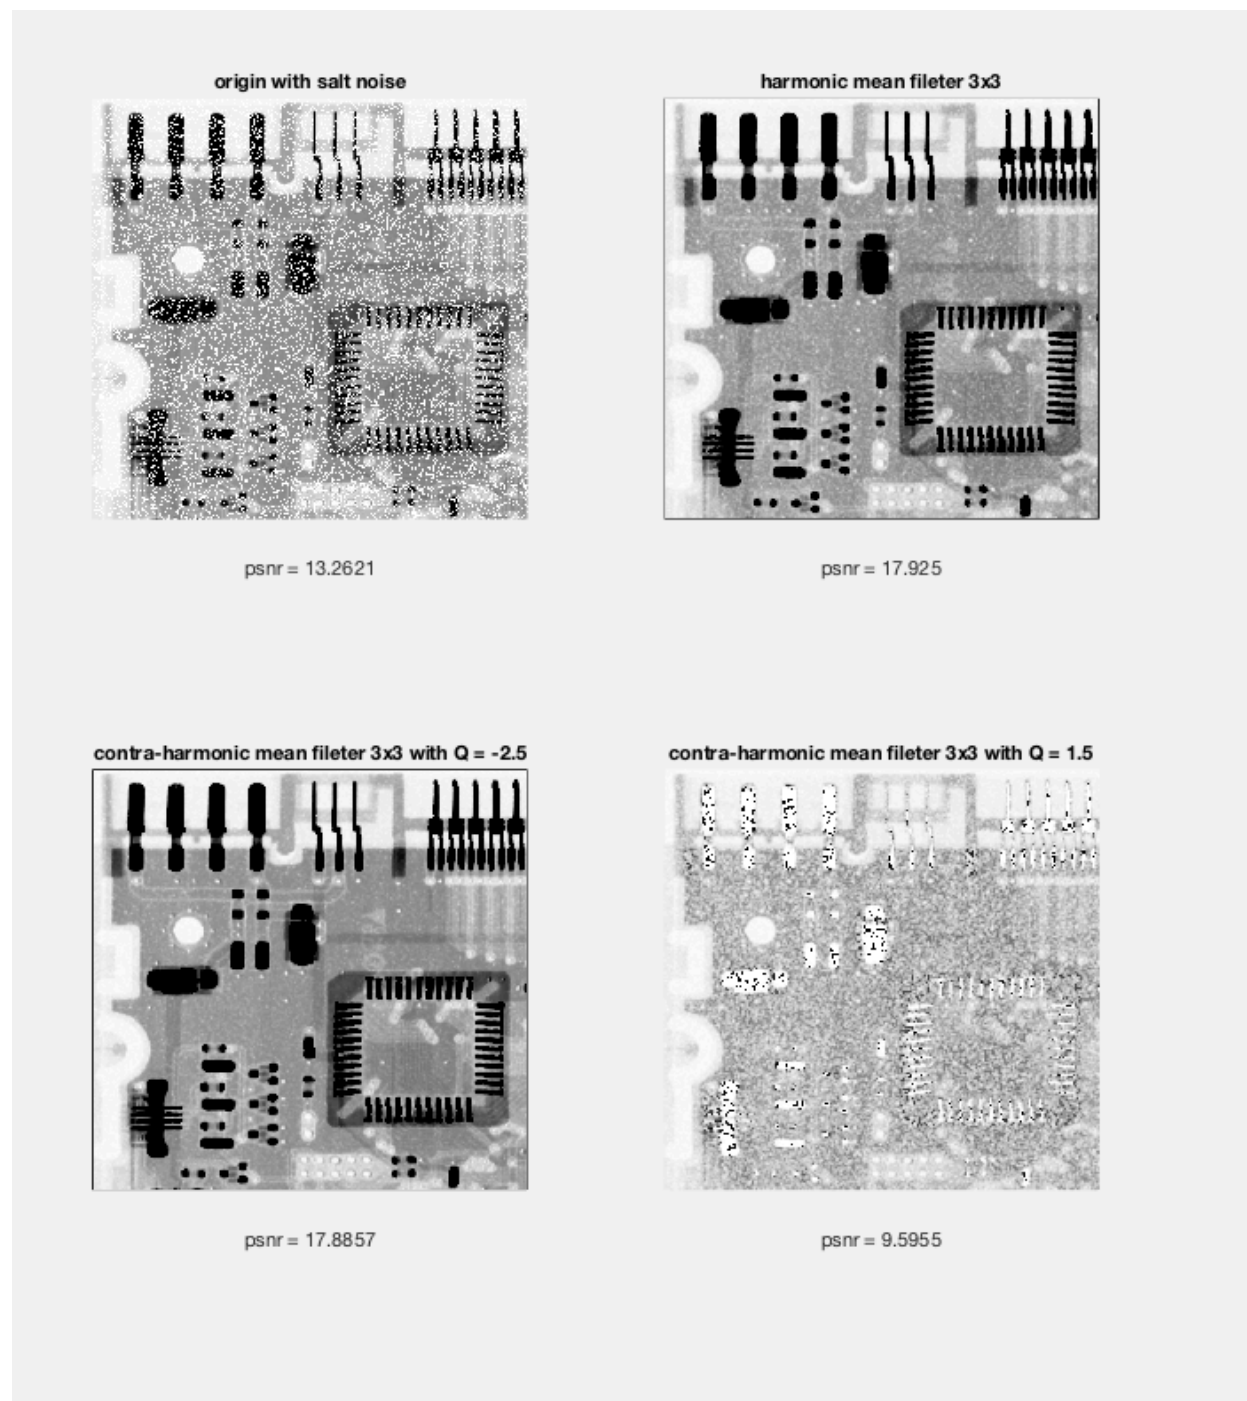 origin with salt noise
harmonic mean fileter 3x3
psnr = 13.2621
psnr = 17.925
contra-harmonic mean fileter 3x3 with Q = -2.5
contra-harmonic mean fileter 3x3 with Q = 1.5
psnr = 17.8857
psnr = 9.5955